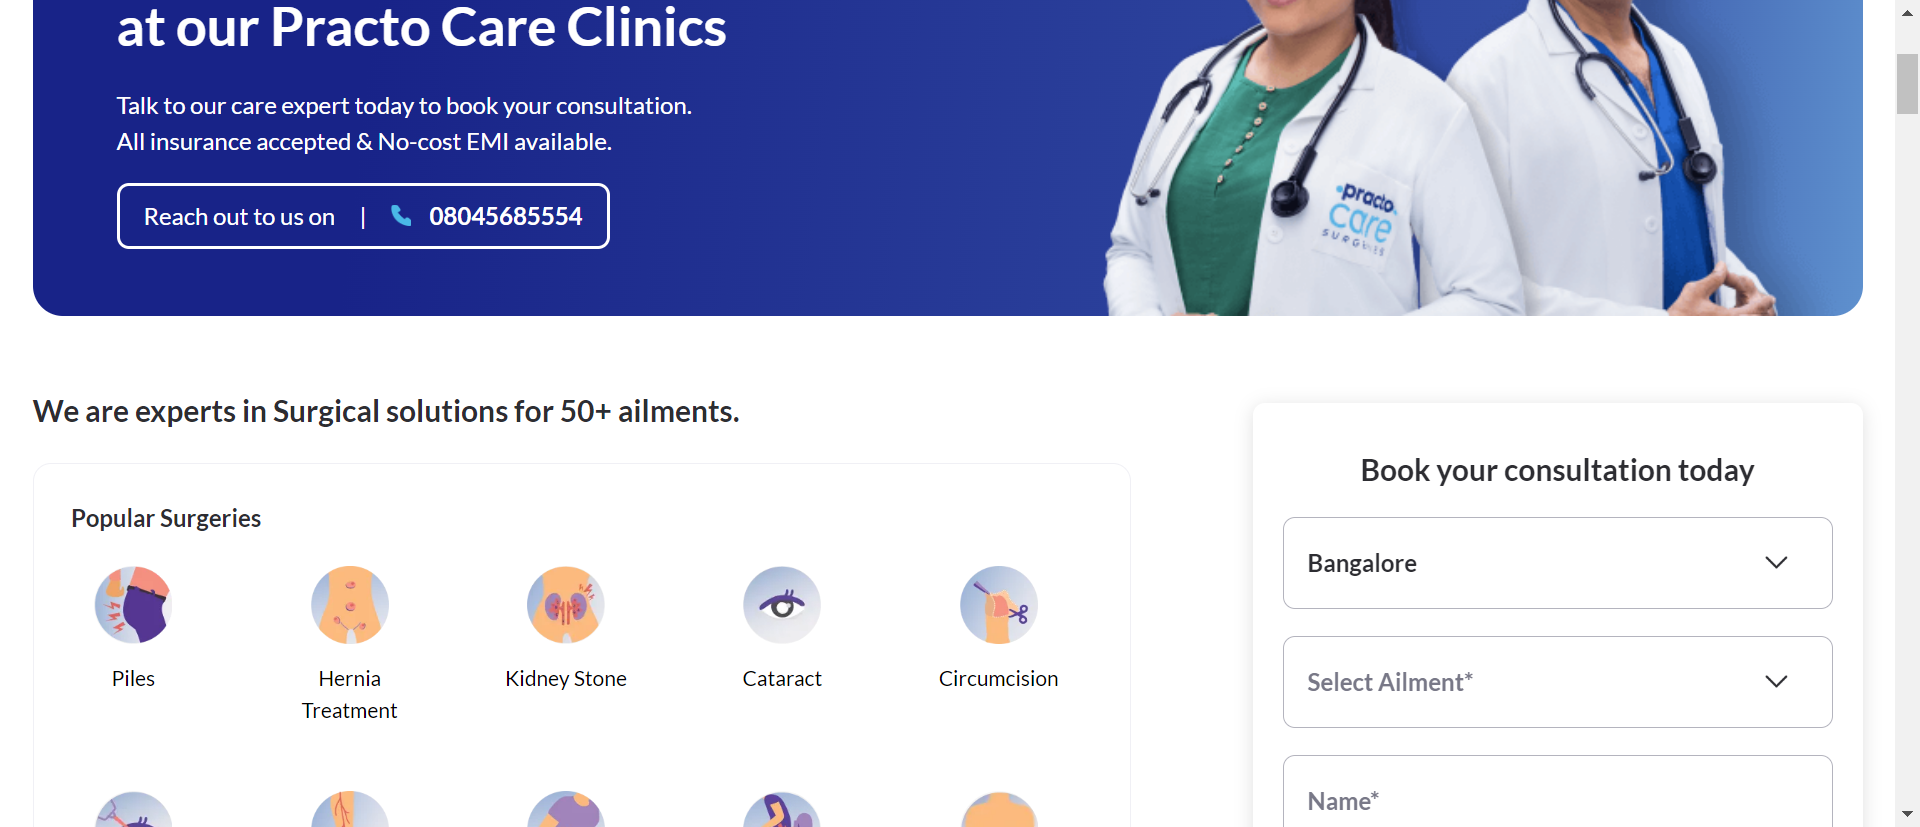 at our Practo Care Clinics
Talk to our care expert today to book your consultation.
All insurance accepted & No-cost EMI available.
Reach out to us on | 08045685554
practo
care
SURGERIES
We are experts in Surgical solutions for 50+ ailments.
Popular Surgeries
Piles
Hernia
Treatment
Kidney Stone
Cataract
Circumcision
Book your consultation today
Bangalore
Select Ailment*
Name*